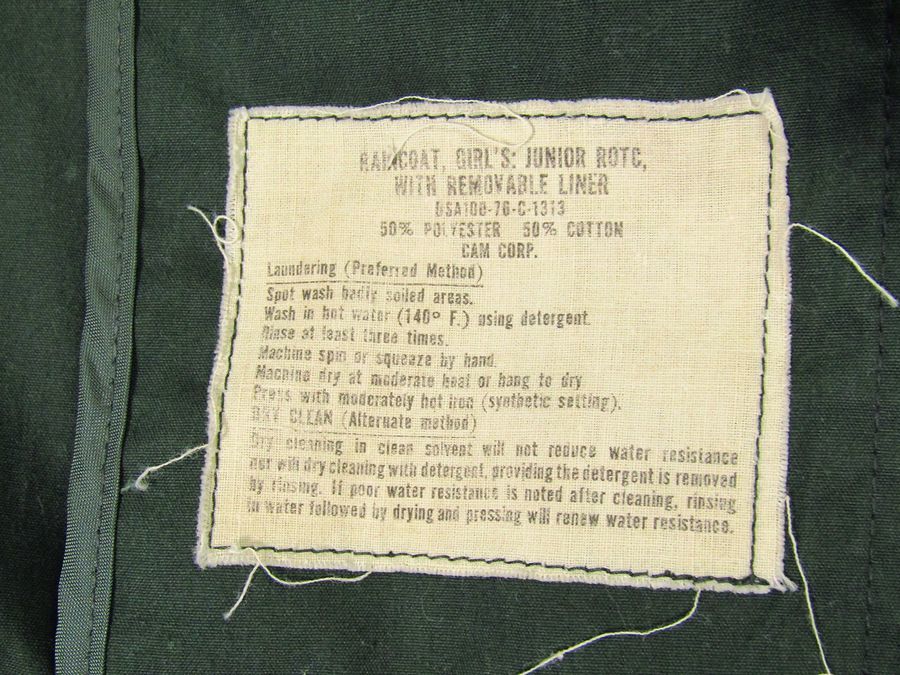 RAINCOAT, GIRL'S: JUNIOR ROTC,
WITH REMOVABLE LINER
DSA100-76-C-1313
50% POLYESTER 50% COTTON
CAM CORP.
Laundering (Preferred Method)
Spot wash badly soiled areas.
Wash in hot water (140° F.) using detergent.
Rinse at least three times.
Machine spin or squeeze by hand.
Machine dry at moderate heat or hang to dry
Press with moderately hot iron (synthetic setting).
DRY CLEAN (Alternate method)
Dry cleaning in clean solvent will not reduce water resistance
nor will dry cleaning with detergent, providing the detergent is removed
by rinsing. If poor water resistance is noted after cleaning, rinsing
in water followed by drying and pressing will renew water resistance.